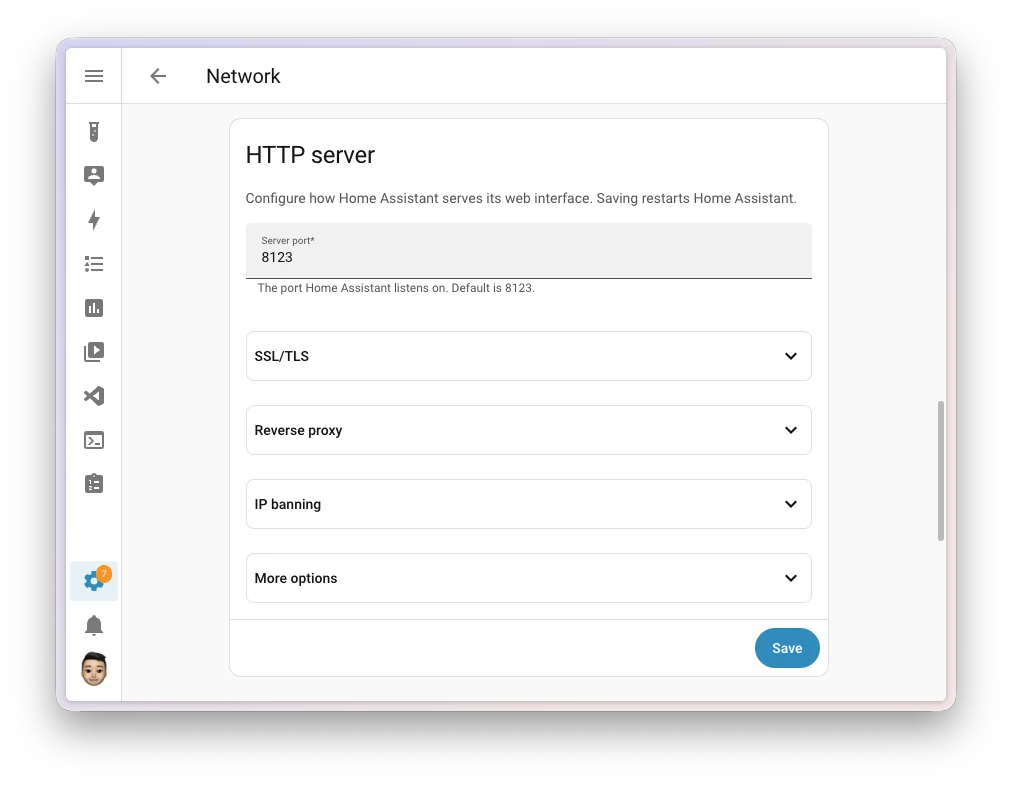 Network
HTTP server
Configure how Home Assistant serves its web interface. Saving restarts Home Assistant.
Server port*
8123
The port Home Assistant listens on. Default is 8123.
SSL/TLS
Reverse proxy
IP banning
More options
7
Save